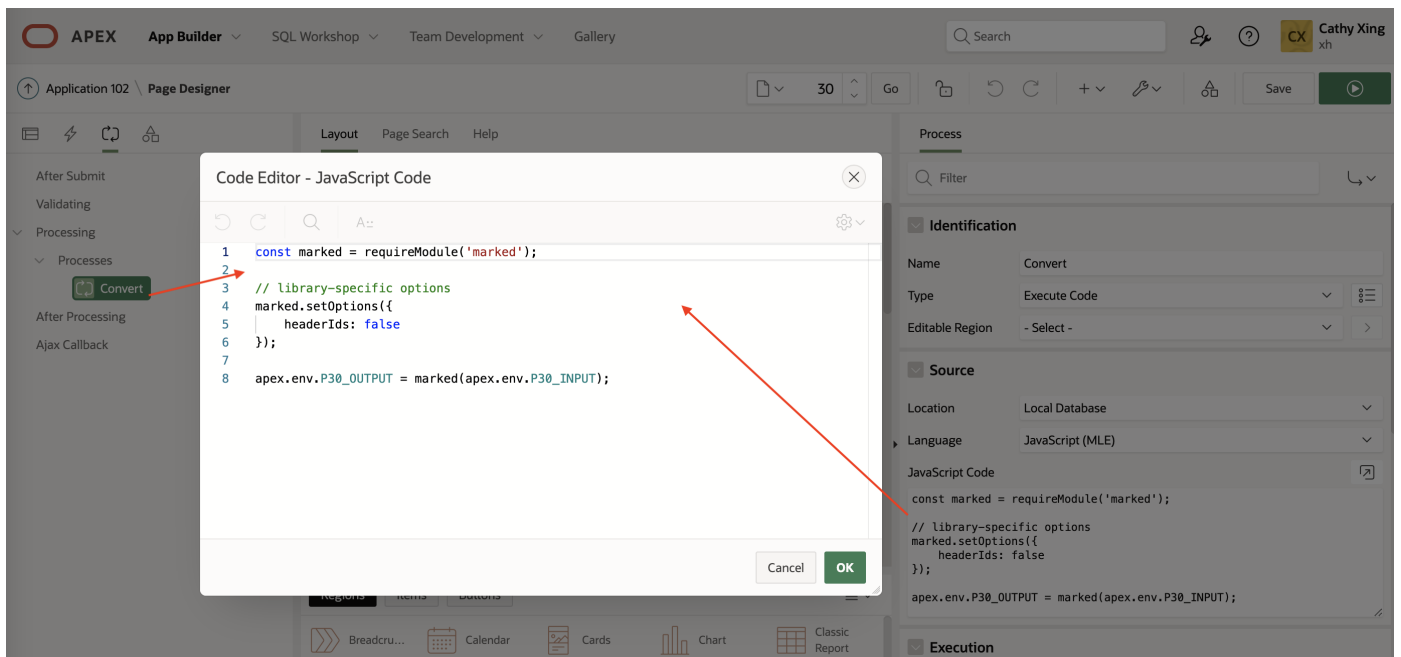 APEX App Builder SQL Workshop Team Development Gallery Search CX Cathy Xing
xh
Application 102 \ Page Designer 30 Go Save
Layout Page Search Help Process
After Submit
Validating
Processing
Processes
Convert
After Processing
Ajax Callback
Code Editor - JavaScript Code
A::
1 const marked = requireModule('marked');
2
3 // library-specific options
4 marked.setOptions({
5 headerIds: false
6 });
7
8 apex.env.P30_OUTPUT = marked(apex.env.P30_INPUT);
Cancel OK
Regions Items Buttons
Breadcru... Calendar Cards Chart Classic
Report
Filter
Identification
Name Convert
Type Execute Code
Editable Region - Select -
Source
Location Local Database
Language JavaScript (MLE)
JavaScript Code
const marked = requireModule('marked');
// library-specific options
marked.setOptions({
headerIds: false
});
apex.env.P30_OUTPUT = marked(apex.env.P30_INPUT);
Execution